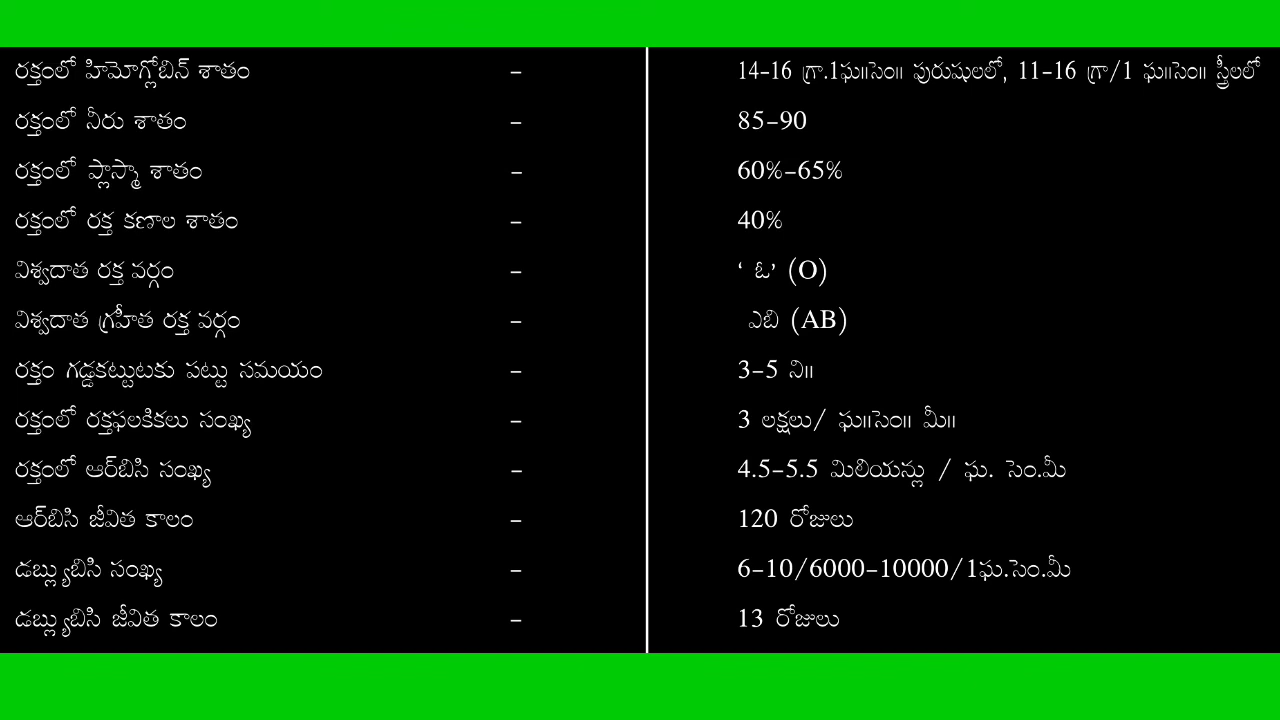 రక్తంలో హిమోగ్లోబిన్ శాతం – 14-16 గ్రా.1ఘ॥సెం॥ పురుషులలో, 11-16 గ్రా/1 ఘ॥సెం॥ స్త్రీలలో
రక్తంలో నీరు శాతం – 85-90
రక్తంలో ప్లాస్మా శాతం – 60%-65%
రక్తంలో రక్త కణాల శాతం – 40%
విశ్వదాత రక్త వర్గం – ‘ ఓ’ (O)
విశ్వదాత గ్రహీత రక్త వర్గం – ఎబి (AB)
రక్తం గడ్డకట్టుటకు పట్టు సమయం – 3-5 ని॥
రక్తంలో రక్తఫలకికలు సంఖ్య – 3 లక్షలు/ ఘ॥సెం॥ మీ॥
రక్తంలో ఆర్‌బిసి సంఖ్య – 4.5-5.5 మిలియన్లు / ఘ. సెం.మీ
ఆర్‌బిసి జీవిత కాలం – 120 రోజులు
డబ్ల్యుబిసి సంఖ్య – 6-10/6000-10000/1ఘ.సెం.మీ
డబ్ల్యుబిసి జీవిత కాలం – 13 రోజులు